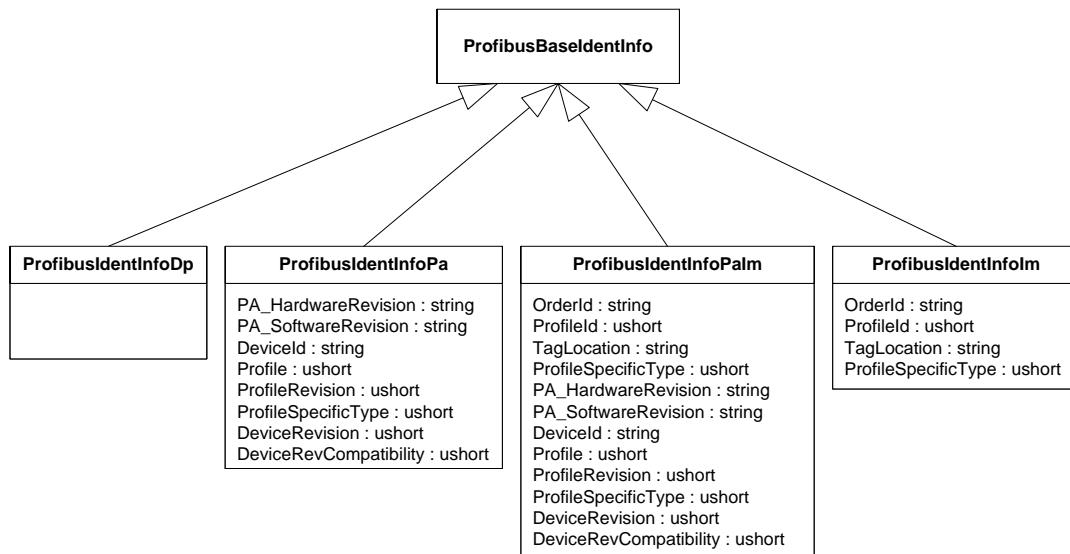 ProfibusBaseIdentInfo
ProfibusIdentInfoDp
ProfibusIdentInfoPa
PA_HardwareRevision : string
PA_SoftwareRevision : string
DeviceId : string
Profile : ushort
ProfileRevision : ushort
ProfileSpecificType : ushort
DeviceRevision : ushort
DeviceRevCompatibility : ushort
ProfibusIdentInfoPaIm
OrderId : string
ProfileId : ushort
TagLocation : string
ProfileSpecificType : ushort
PA_HardwareRevision : string
PA_SoftwareRevision : string
DeviceId : string
Profile : ushort
ProfileRevision : ushort
ProfileSpecificType : ushort
DeviceRevision : ushort
DeviceRevCompatibility : ushort
ProfibusIdentInfoIm
OrderId : string
ProfileId : ushort
TagLocation : string
ProfileSpecificType : ushort